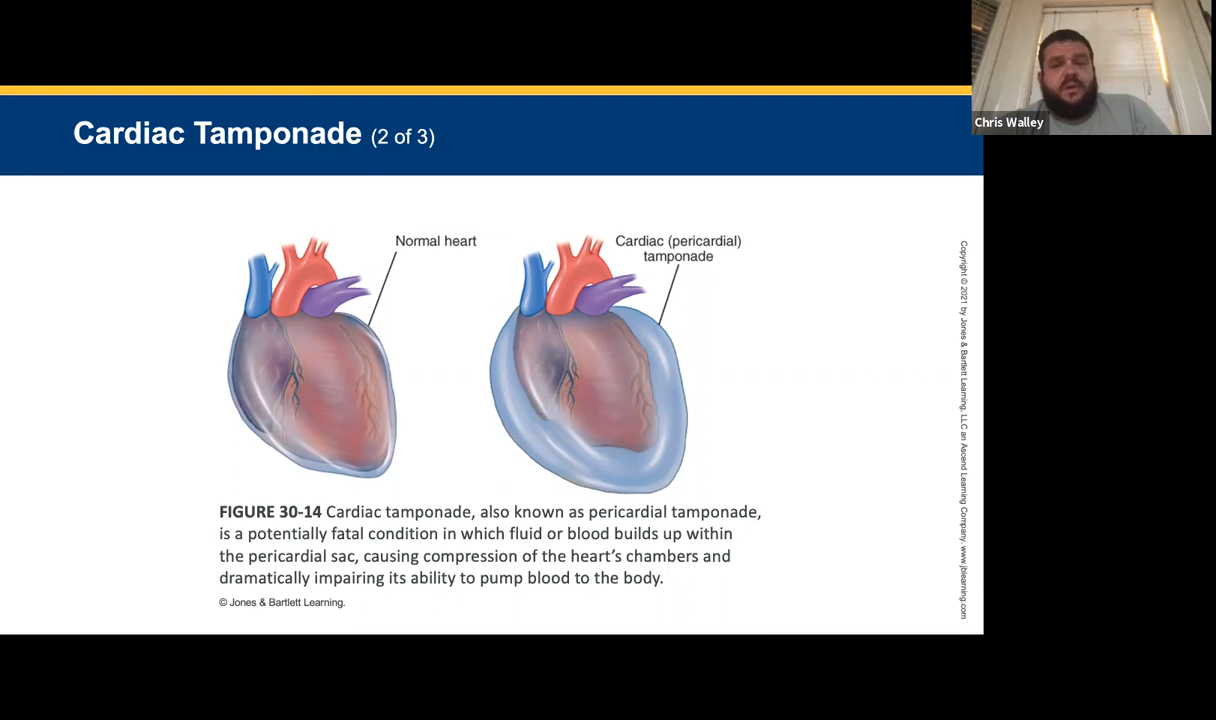 Cardiac Tamponade (2 of 3)
Chris Walley
Normal heart
Cardiac (pericardial)
tamponade
FIGURE 30-14 Cardiac tamponade, also known as pericardial tamponade,
is a potentially fatal condition in which fluid or blood builds up within
the pericardial sac, causing compression of the heart's chambers and
dramatically impairing its ability to pump blood to the body.
© Jones & Bartlett Learning.
Copyright © 2021 by Jones & Bartlett Learning, LLC an Ascend Learning Company. www.jblearning.com